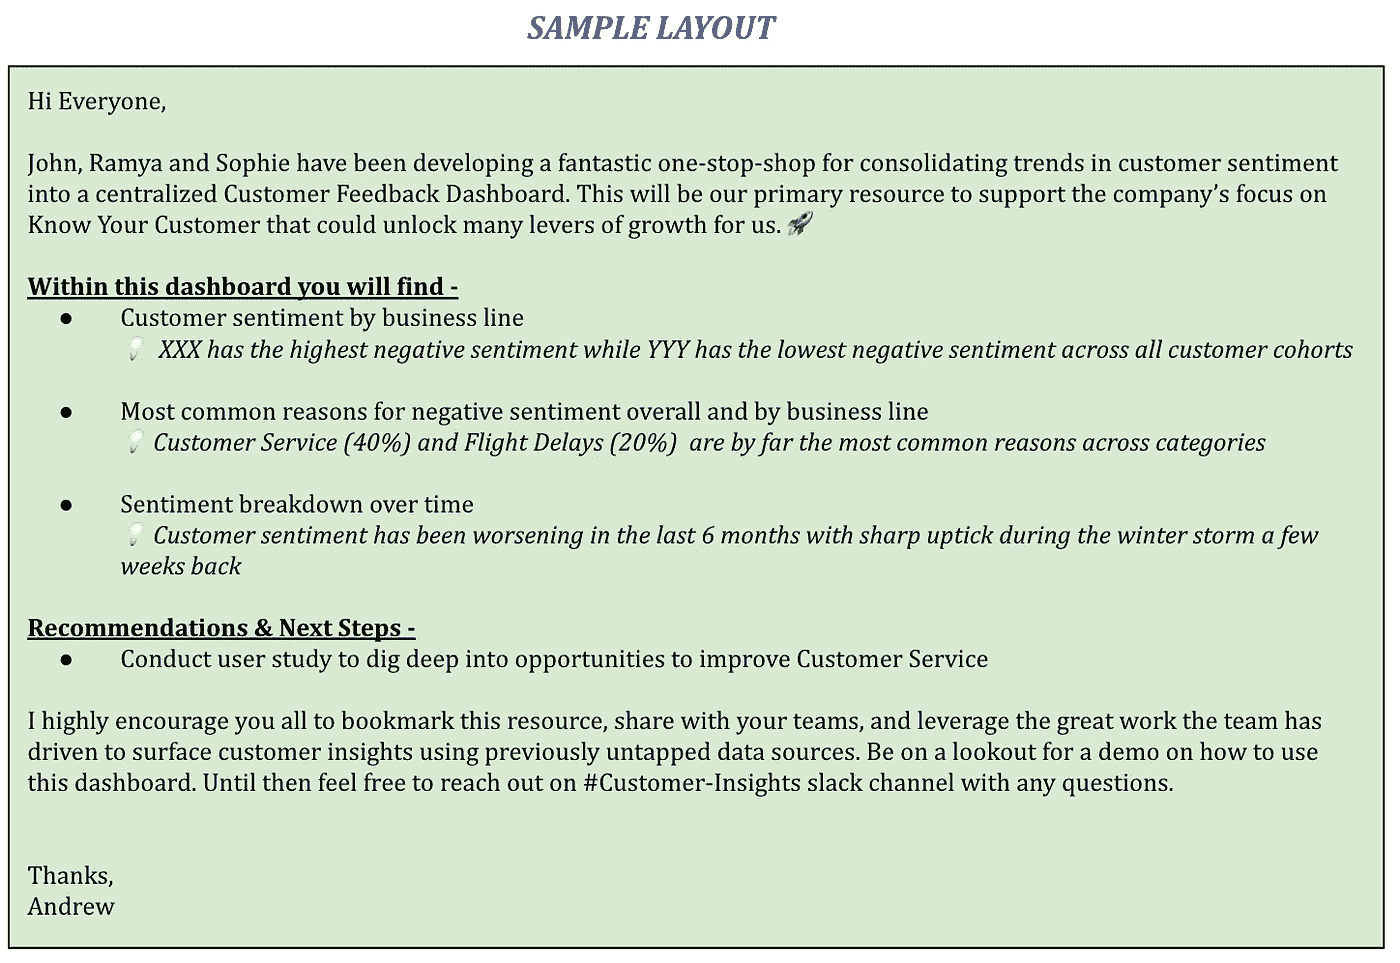 SAMPLE LAYOUT
Hi Everyone,
John, Ramya and Sophie have been developing a fantastic one-stop-shop for consolidating trends in customer sentiment
into a centralized Customer Feedback Dashboard. This will be our primary resource to support the company’s focus on
Know Your Customer that could unlock many levers of growth for us. 🚀
Within this dashboard you will find -
● Customer sentiment by business line
💡 XXX has the highest negative sentiment while YYY has the lowest negative sentiment across all customer cohorts
● Most common reasons for negative sentiment overall and by business line
💡 Customer Service (40%) and Flight Delays (20%) are by far the most common reasons across categories
● Sentiment breakdown over time
💡 Customer sentiment has been worsening in the last 6 months with sharp uptick during the winter storm a few
weeks back
Recommendations & Next Steps -
● Conduct user study to dig deep into opportunities to improve Customer Service
I highly encourage you all to bookmark this resource, share with your teams, and leverage the great work the team has
driven to surface customer insights using previously untapped data sources. Be on a lookout for a demo on how to use
this dashboard. Until then feel free to reach out on #Customer-Insights slack channel with any questions.
Thanks,
Andrew